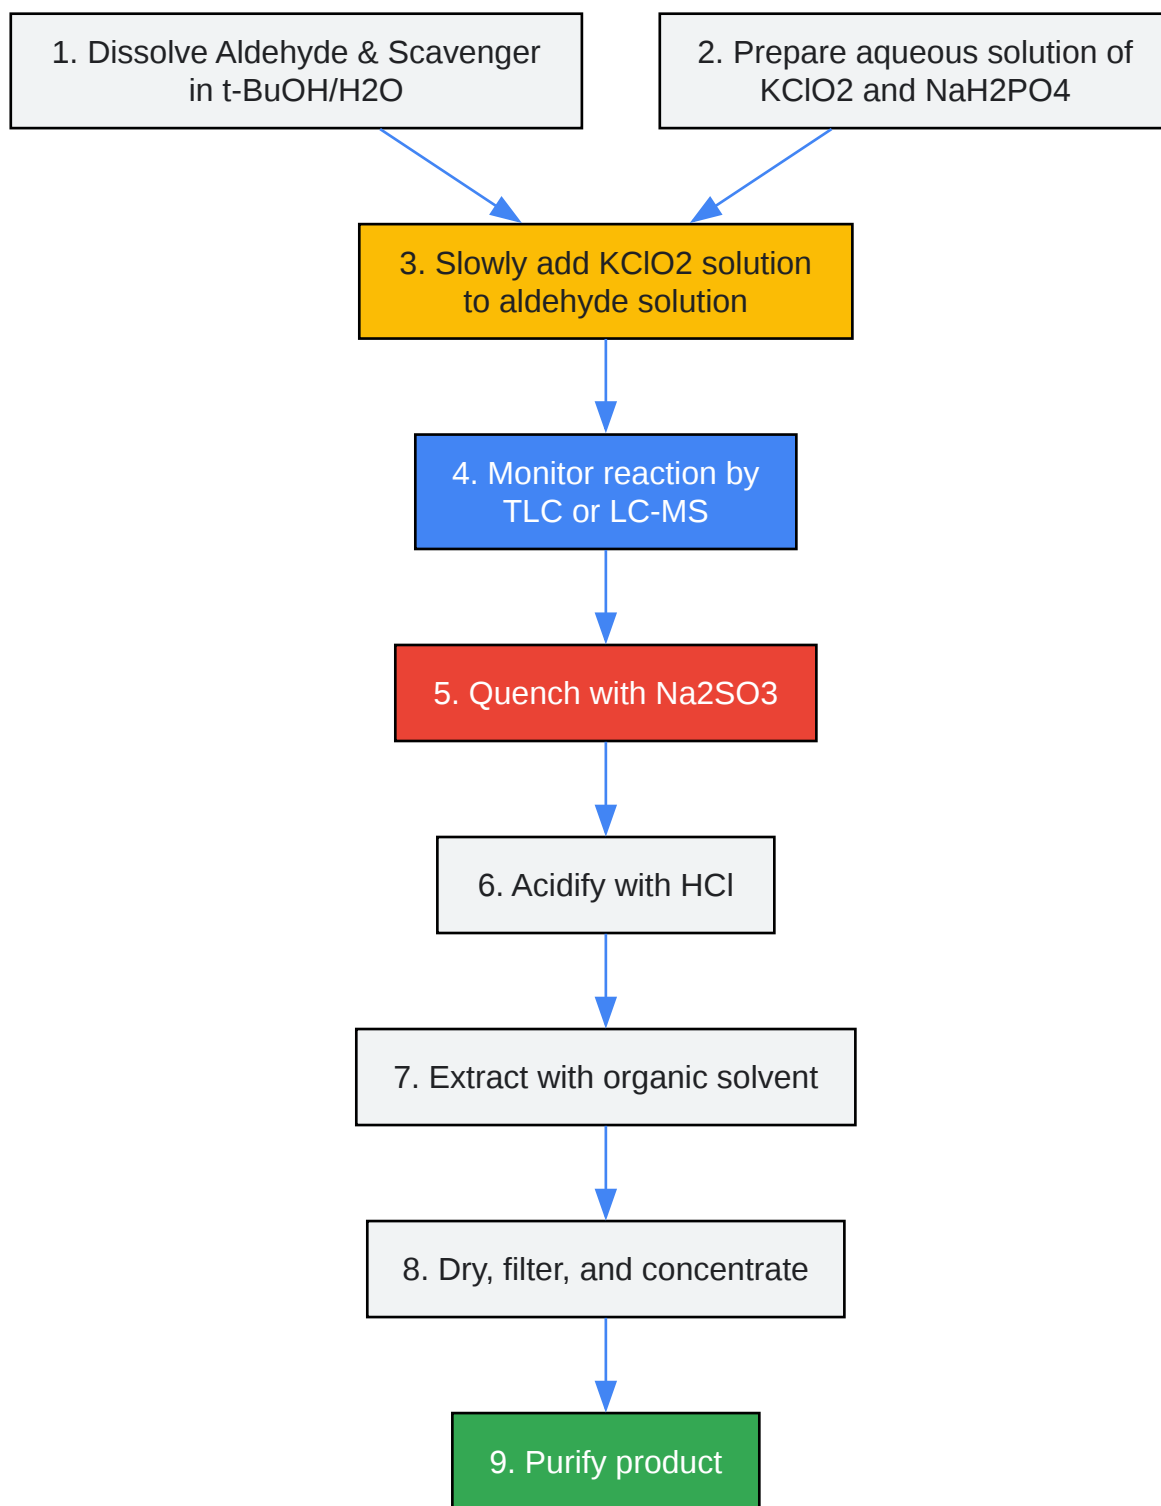 1. Dissolve Aldehyde & Scavenger
in t-BuOH/H2O
2. Prepare aqueous solution of
KClO2 and NaH2PO4
3. Slowly add KClO2 solution
to aldehyde solution
4. Monitor reaction by
TLC or LC-MS
5. Quench with Na2SO3
6. Acidify with HCl
7. Extract with organic solvent
8. Dry, filter, and concentrate
9. Purify product